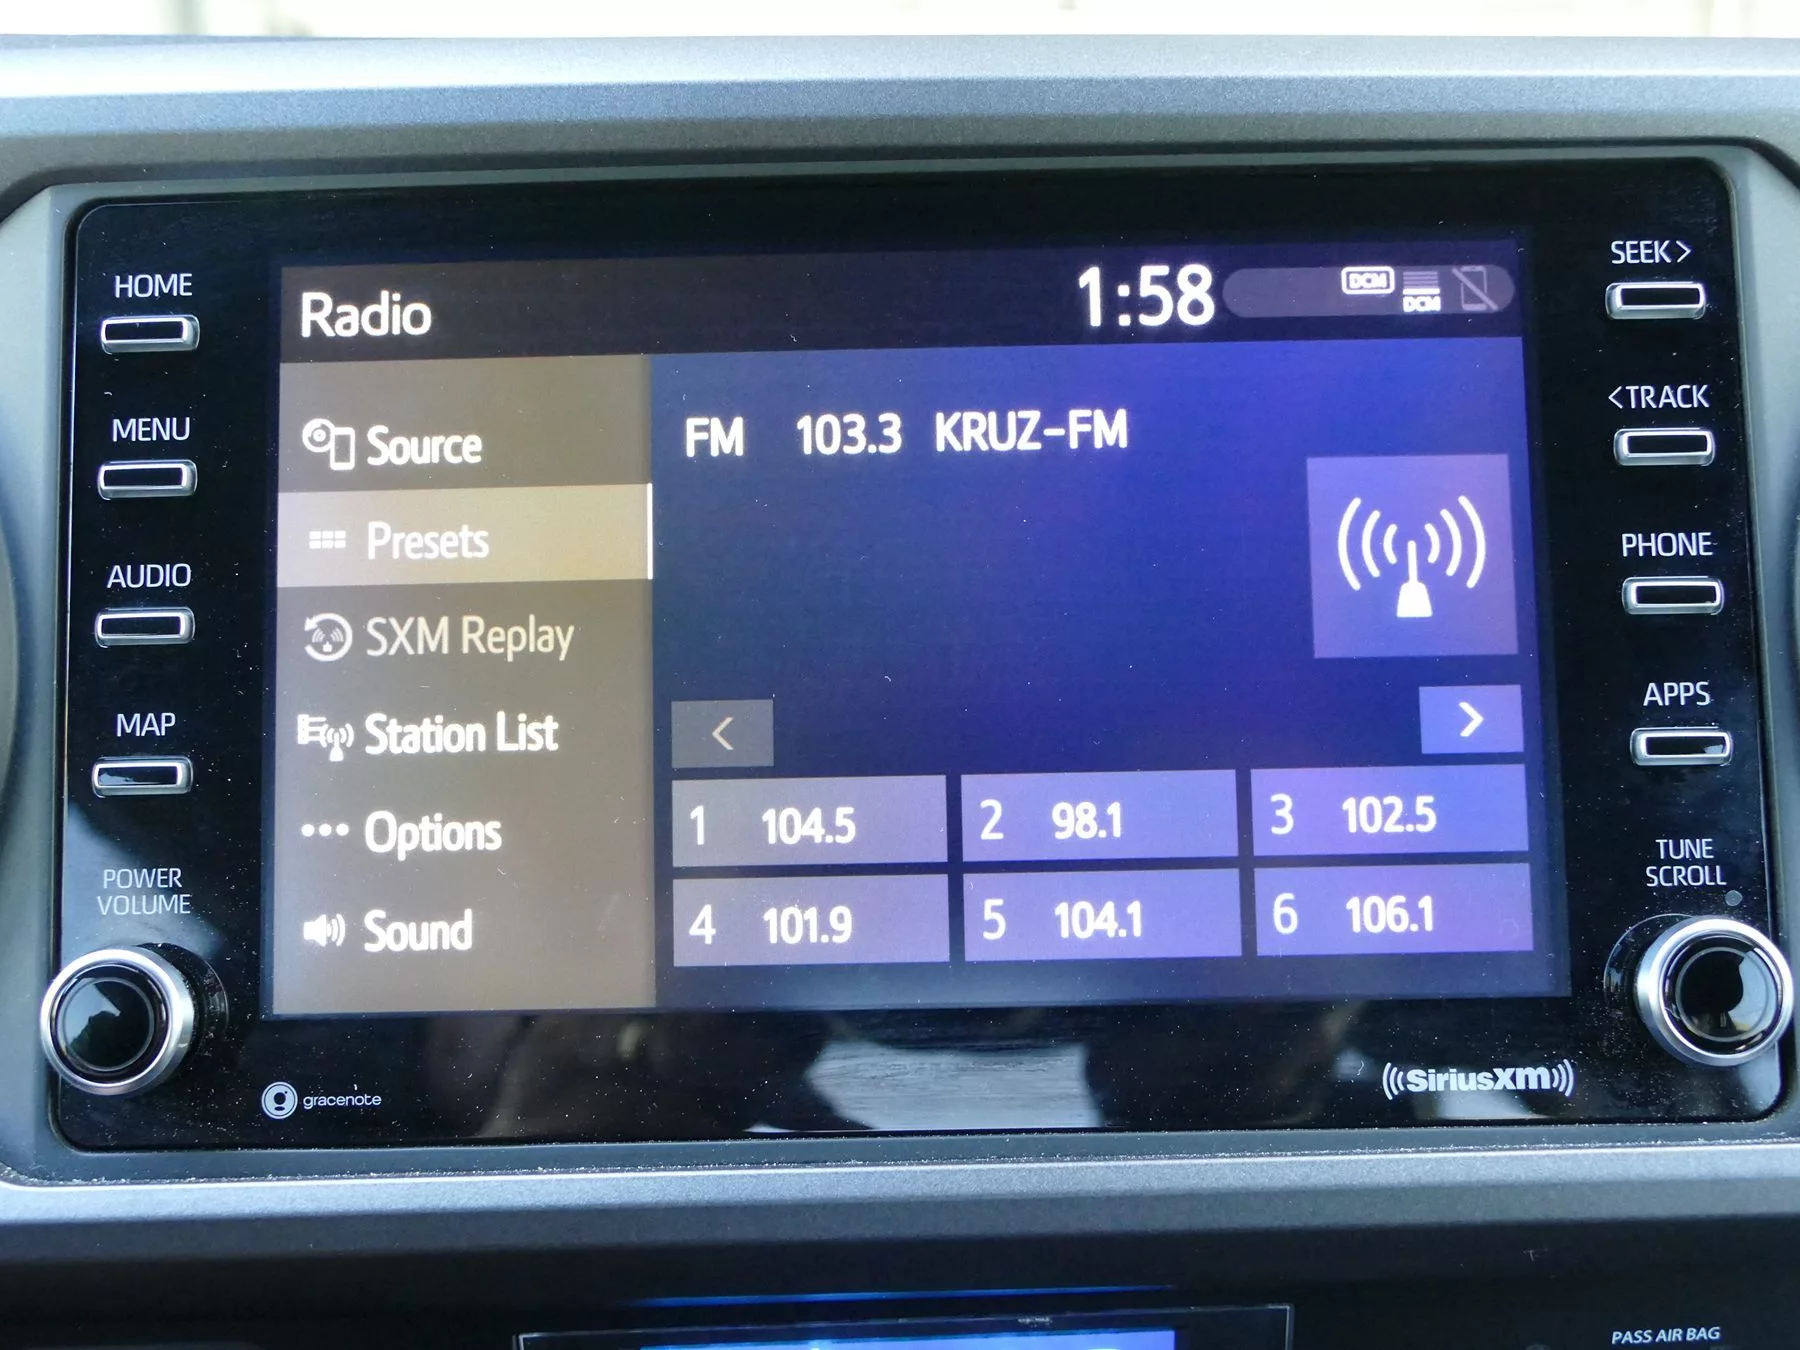 HOME
MENU
AUDIO
MAP
POWER
VOLUME
Radio
1:58
DCM
DCM
Source
Presets
SXM Replay
Station List
Options
Sound
FM 103.3 KRUZ-FM
<
>
1 104.5
2 98.1
3 102.5
4 101.9
5 104.1
6 106.1
SEEK >
< TRACK
PHONE
APPS
TUNE
SCROLL
gracenote
((SiriusXM))
PASS AIR BAG